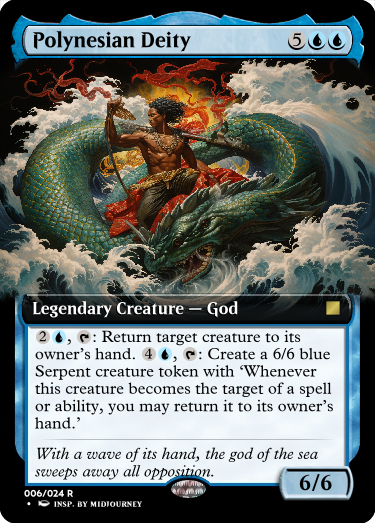 Polynesian Deity 5
Legendary Creature — God
2, : Return target creature to its
owner's hand. 4, : Create a 6/6 blue
Serpent creature token with ‘Whenever
this creature becomes the target of a spell
or ability, you may return it to its owner's
hand.’
With a wave of his hand, the god of the sea
sweeps away all opposition.
6/6
006/024 R
• INSP. BY MIDJOURNEY